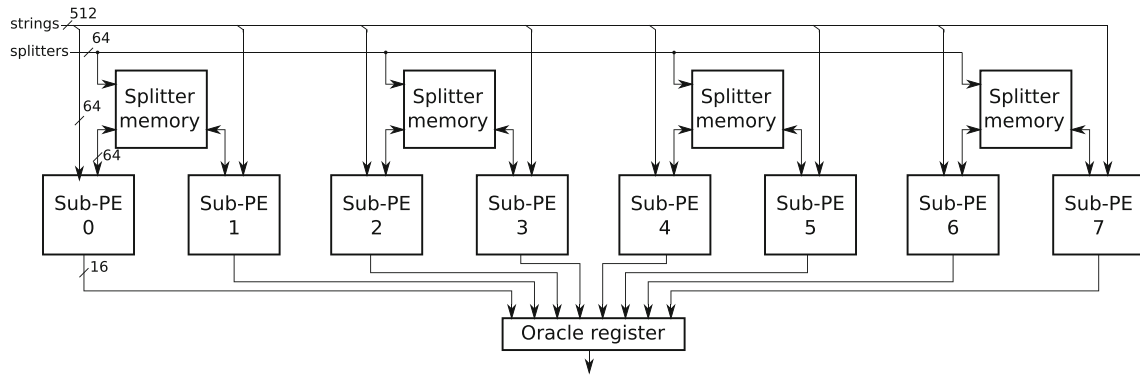 strings 512
splitters 64
Splitter memory
Splitter memory
Splitter memory
Splitter memory
64
64
Sub-PE 0
Sub-PE 1
Sub-PE 2
Sub-PE 3
Sub-PE 4
Sub-PE 5
Sub-PE 6
Sub-PE 7
16
Oracle register